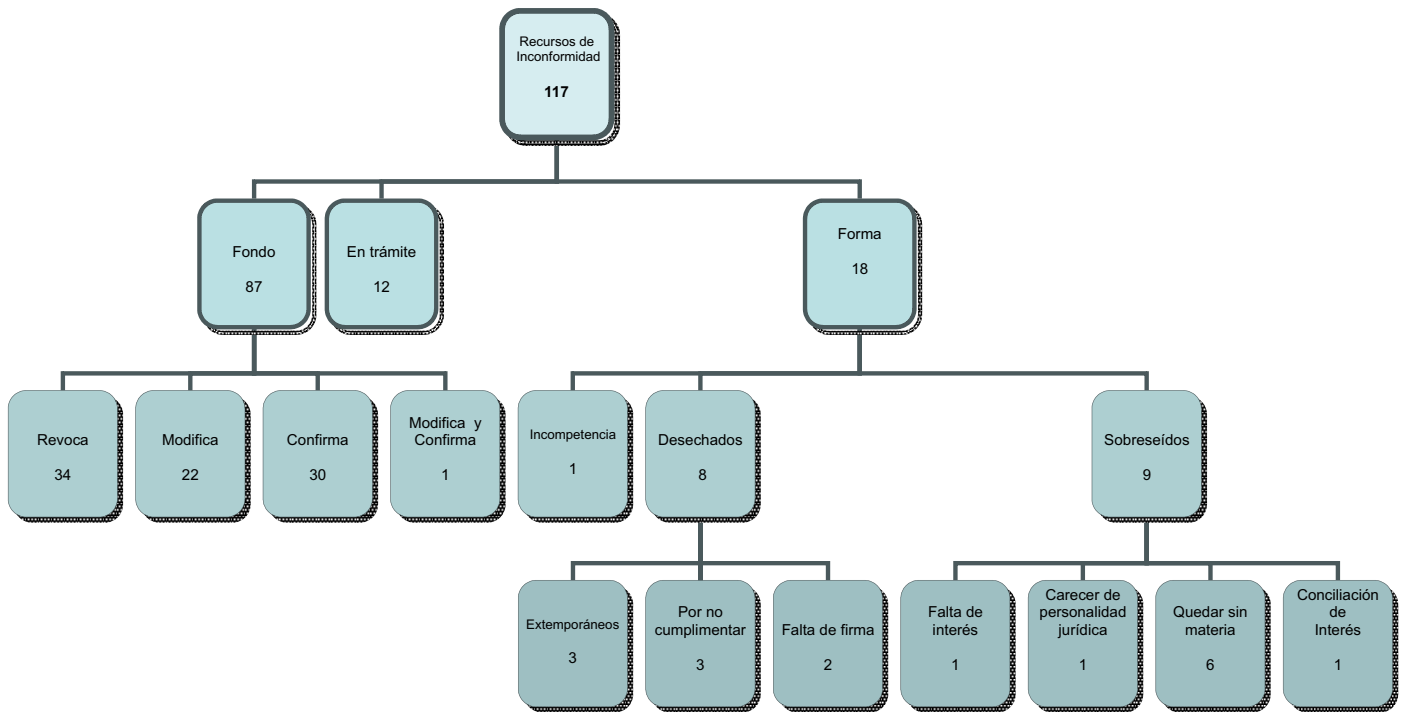 Recursos de
Inconformidad
117
Fondo
87
En trámite
12
Forma
18
Revoca
34
Modifica
22
Confirma
30
Modifica y
Confirma
1
Incompetencia
1
Desechados
8
Sobreseídos
9
Extemporáneos
3
Por no
cumplimentar
3
Falta de firma
2
Falta de
interés
1
Carecer de
personalidad
jurídica
1
Quedar sin
materia
6
Conciliación
de
Interés
1